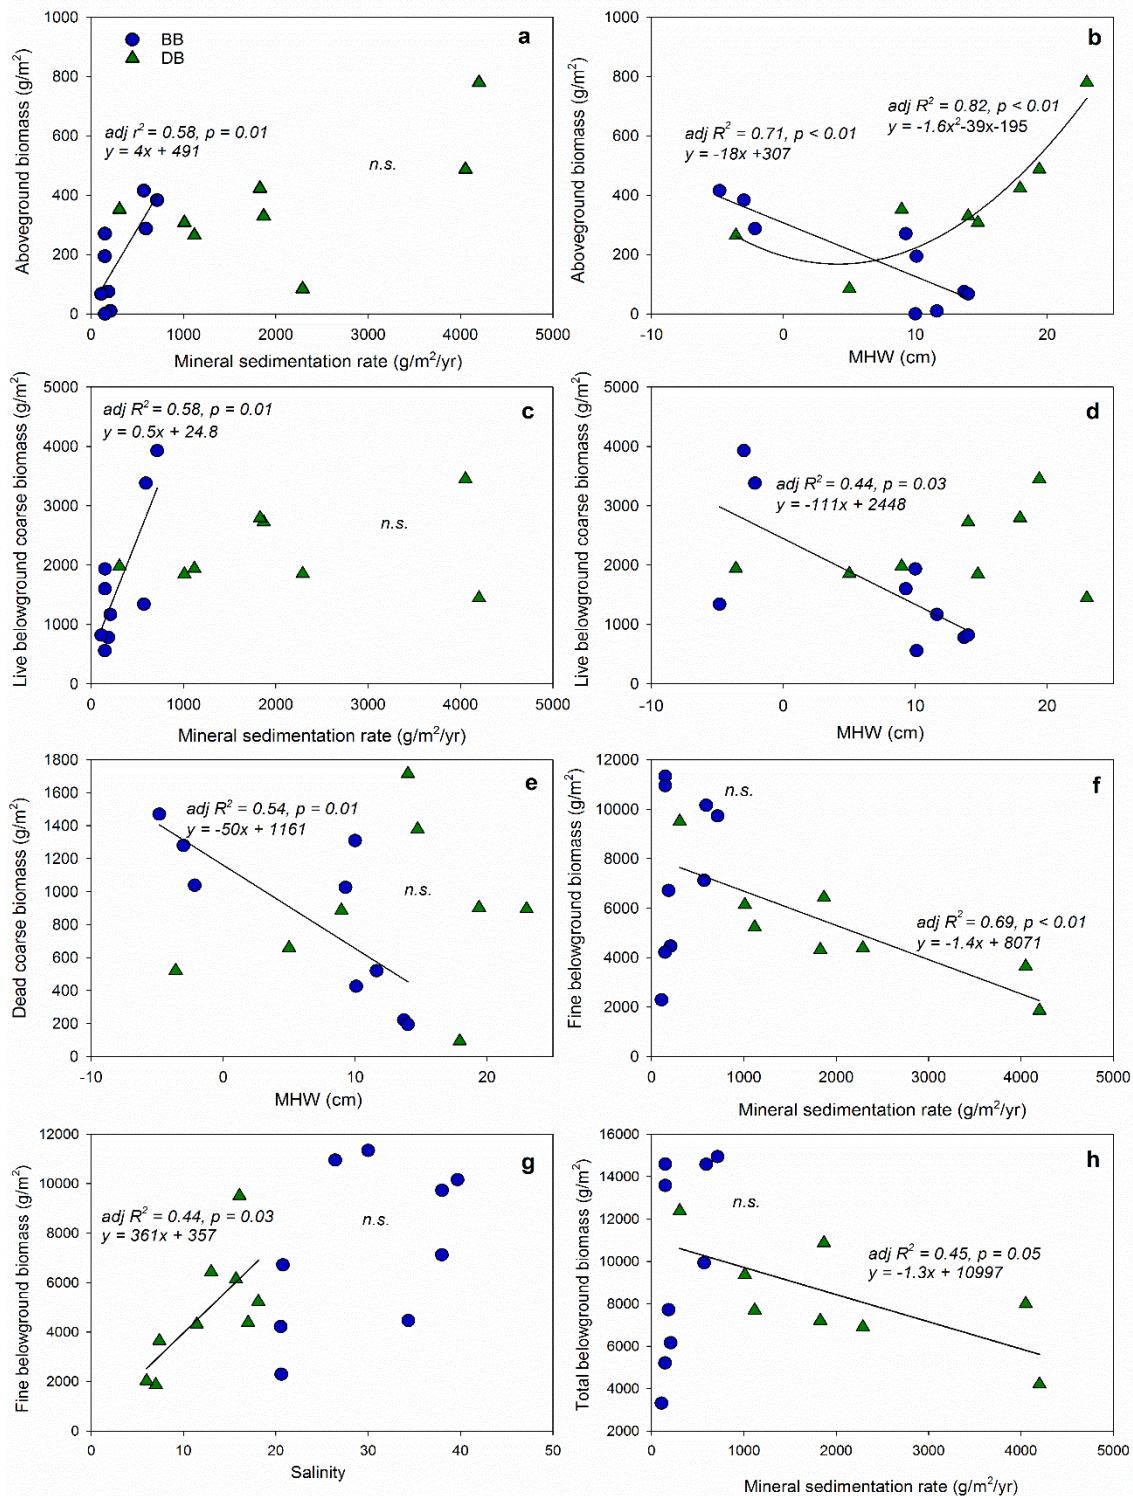 a
BB
DB
adj r² = 0.58, p = 0.01
y = 4x + 491
n.s.
1000
800
600
400
200
0
0 1000 2000 3000 4000 5000
Aboveground biomass (g/m²)
Mineral sedimentation rate (g/m²/yr)
b
adj R² = 0.82, p < 0.01
y = -1.6x²-39x-195
adj R² = 0.71, p < 0.01
y = -18x +307
1000
800
600
400
200
0
-10 0 10 20
Aboveground biomass (g/m²)
MHW (cm)
c
adj R² = 0.58, p = 0.01
y = 0.5x + 24.8
n.s.
5000
4000
3000
2000
1000
0
0 1000 2000 3000 4000 5000
Live belowground coarse biomass (g/m²)
Mineral sedimentation rate (g/m²/yr)
d
adj R² = 0.44, p = 0.03
y = -111x + 2448
5000
4000
3000
2000
1000
0
-10 0 10 20
Live belowground coarse biomass (g/m²)
MHW (cm)
e
adj R² = 0.54, p = 0.01
y = -50x + 1161
n.s.
1800
1600
1400
1200
1000
800
600
400
200
0
-10 0 10 20
Dead coarse biomass (g/m²)
MHW (cm)
f
n.s.
adj R² = 0.69, p < 0.01
y = -1.4x + 8071
12000
10000
8000
6000
4000
2000
0
0 1000 2000 3000 4000 5000
Fine belowground biomass (g/m²)
Mineral sedimentation rate (g/m²/yr)
g
adj R² = 0.44, p = 0.03
y = 361x + 357
n.s.
12000
10000
8000
6000
4000
2000
0
0 10 20 30 40 50
Fine belowground biomass (g/m²)
Salinity
h
n.s.
adj R² = 0.45, p = 0.05
y = -1.3x + 10997
16000
14000
12000
10000
8000
6000
4000
2000
0 1000 2000 3000 4000 5000
Total belowground biomass (g/m²)
Mineral sedimentation rate (g/m²/yr)